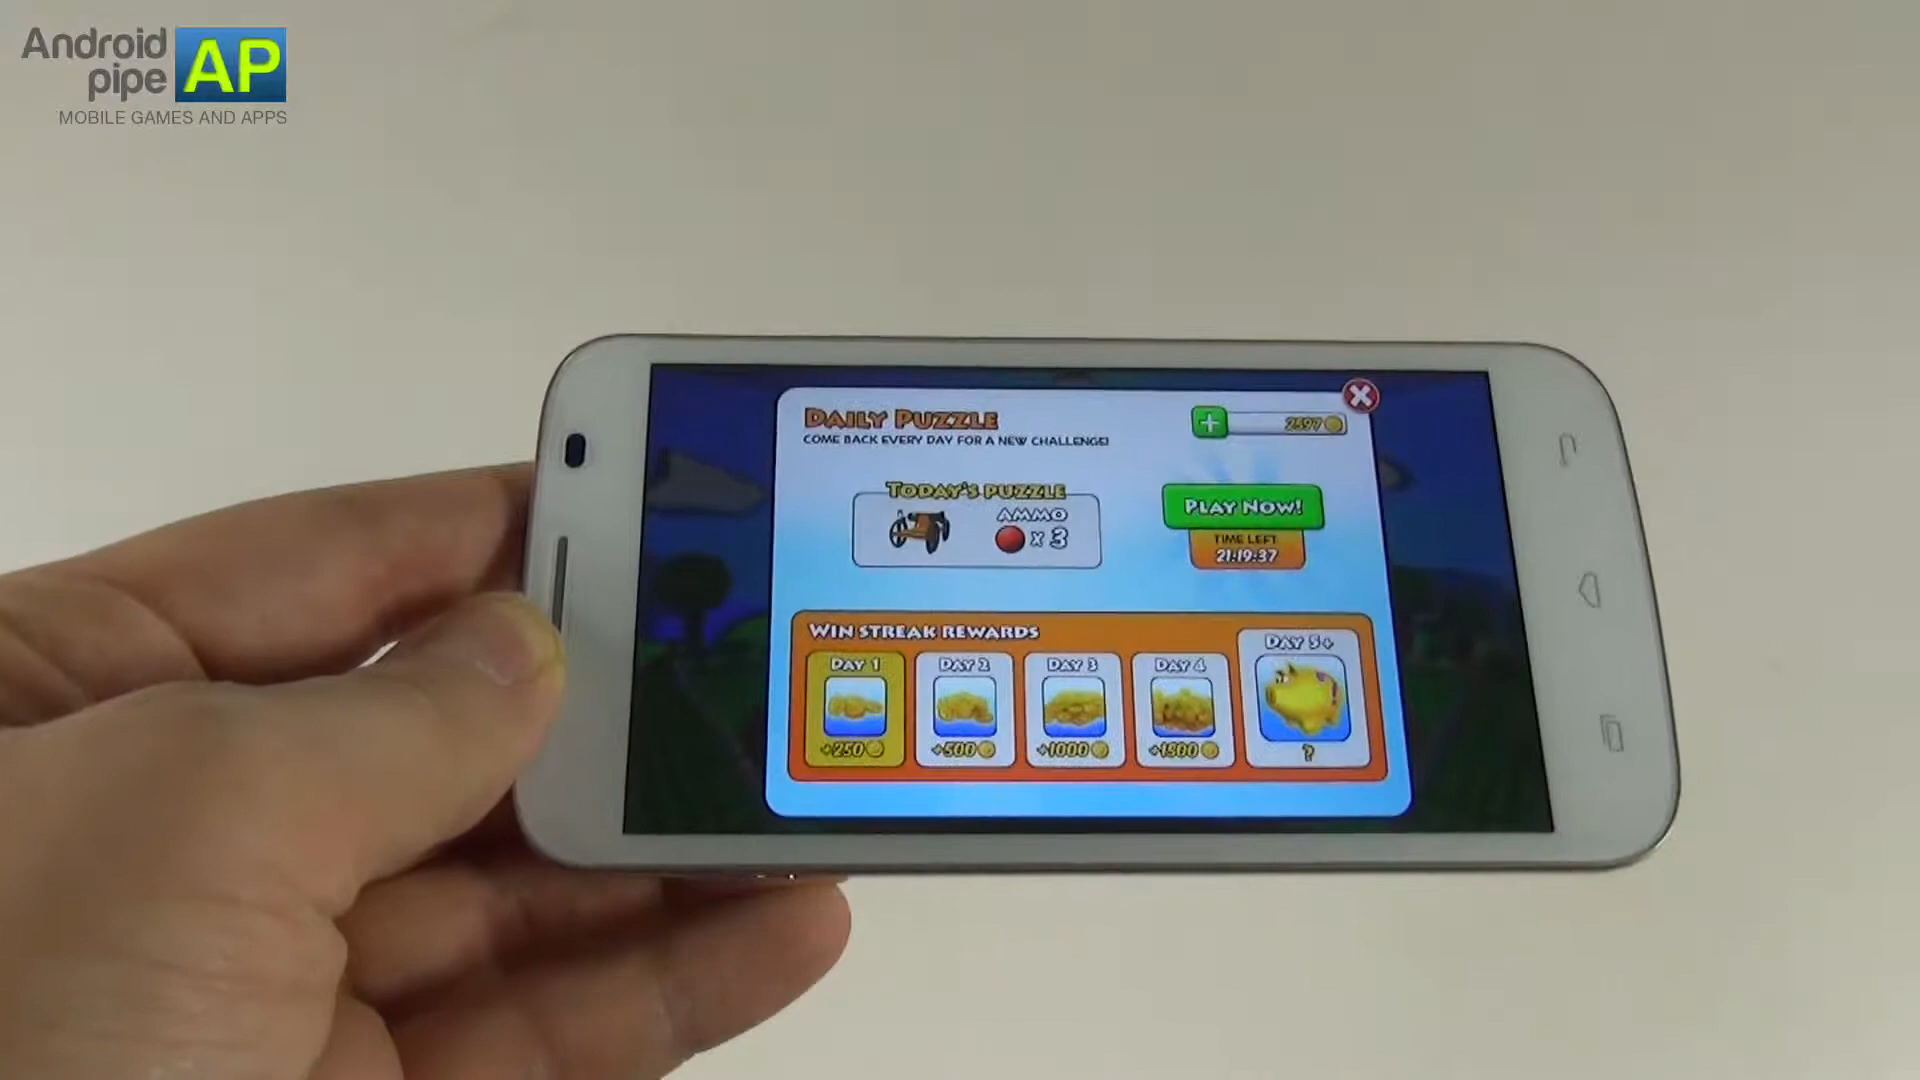 Android
pipe
AP
MOBILE GAMES AND APPS
DAILY PUZZLE
COME BACK EVERY DAY FOR A NEW CHALLENGE!
2597
TODAY'S PUZZLE
AMMO
x 3
PLAY NOW!
TIME LEFT
21:19:37
WIN STREAK REWARDS
DAY 1
DAY 2
DAY 3
DAY 4
DAY 5+
+250
+500
+1000
+1500
?